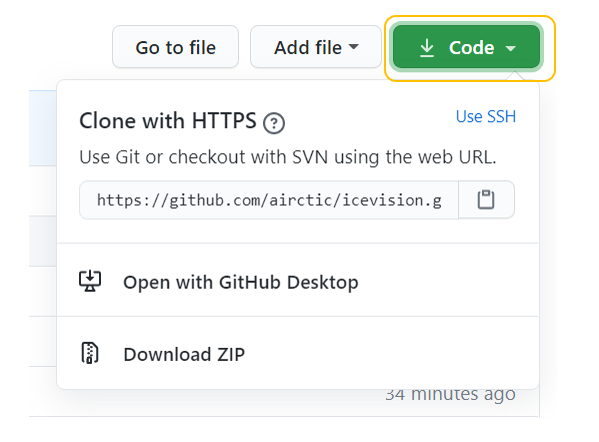 Go to file
Add file
Code
Clone with HTTPS
Use SSH
Use Git or checkout with SVN using the web URL.
https://github.com/airctic/icevision.g
Open with GitHub Desktop
Download ZIP
34 minutes ago